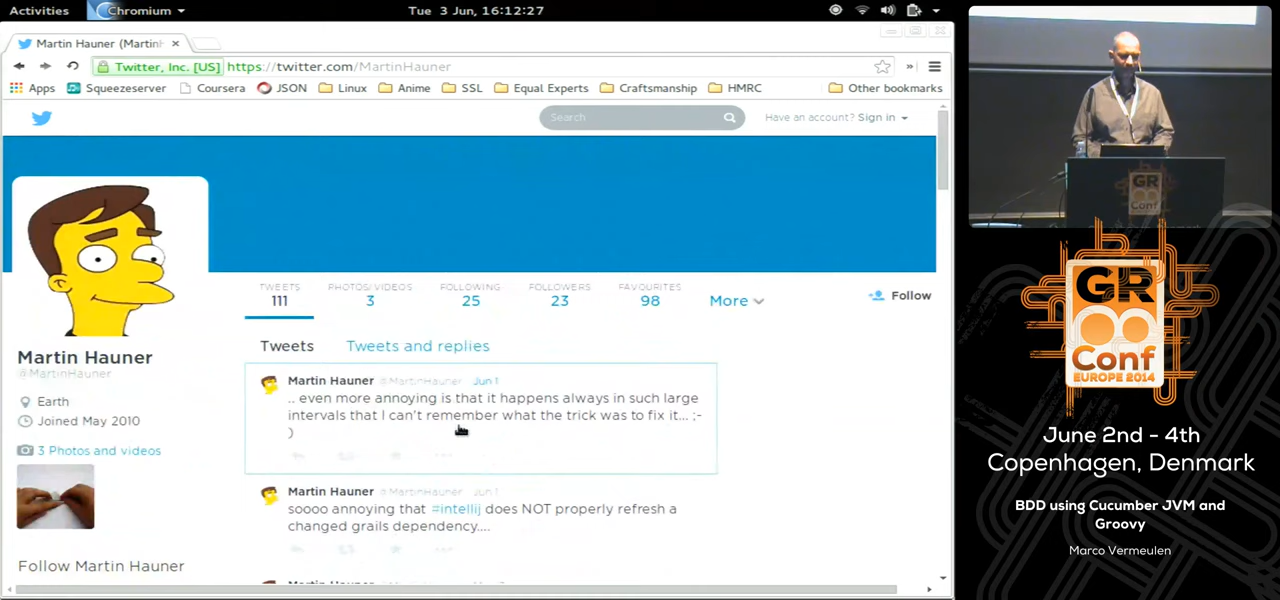 Activities
Chromium
Tue 3 Jun, 16:12:27
Martin Hauner (Martin
Twitter, Inc. [US] https://twitter.com/MartinHauner
Apps Squeezeserver Coursera JSON Linux Anime SSL Equal Experts Craftsmanship HMRC Other bookmarks
Search
Have an account? Sign in
TWEETS
111
PHOTOS/VIDEOS
3
FOLLOWING
25
FOLLOWERS
23
FAVOURITES
98
More
Follow
Martin Hauner
@MartinHauner
Earth
Joined May 2010
3 Photos and videos
Follow Martin Hauner
Tweets
Tweets and replies
Martin Hauner @MartinHauner Jun 1
.. even more annoying is that it happens always in such large
intervals that I can't remember what the trick was to fix it... ;-
)
Martin Hauner @MartinHauner Jun 1
soooo annoying that #intellij does NOT properly refresh a
changed grails dependency....
Martin Hauner @MartinHauner
GR
Conf
GR
Conf
EUROPE 2014
June 2nd - 4th
Copenhagen, Denmark
BDD using Cucumber JVM and
Groovy
Marco Vermeulen